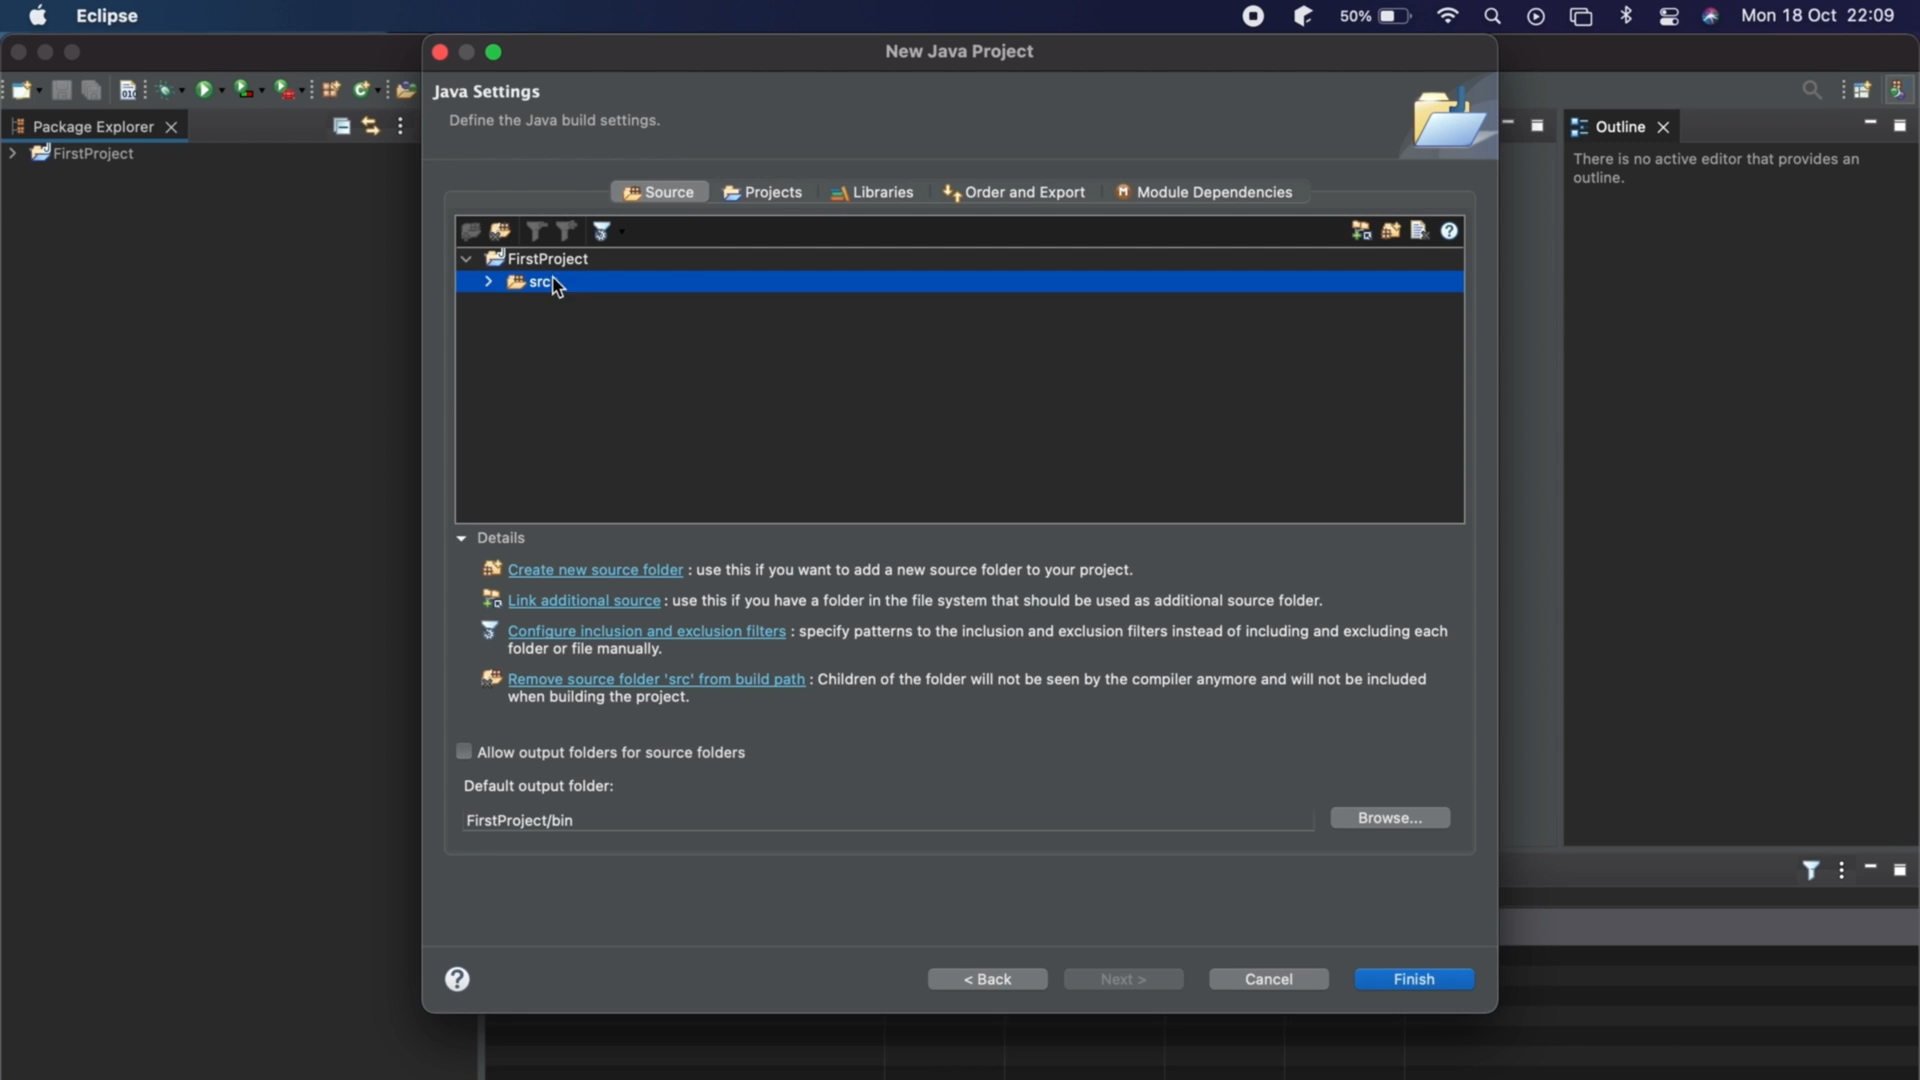 Eclipse
50%
Mon 18 Oct 22:09
New Java Project
Java Settings
Define the Java build settings.
Package Explorer
FirstProject
Outline
There is no active editor that provides an
outline.
Source
Projects
Libraries
Order and Export
Module Dependencies
FirstProject
src
Details
Create new source folder : use this if you want to add a new source folder to your project.
Link additional source : use this if you have a folder in the file system that should be used as additional source folder.
Configure inclusion and exclusion filters : specify patterns to the inclusion and exclusion filters instead of including and excluding each
folder or file manually.
Remove source folder 'src' from build path : Children of the folder will not be seen by the compiler anymore and will not be included
when building the project.
Allow output folders for source folders
Default output folder:
FirstProject/bin
Browse...
< Back
Next >
Cancel
Finish